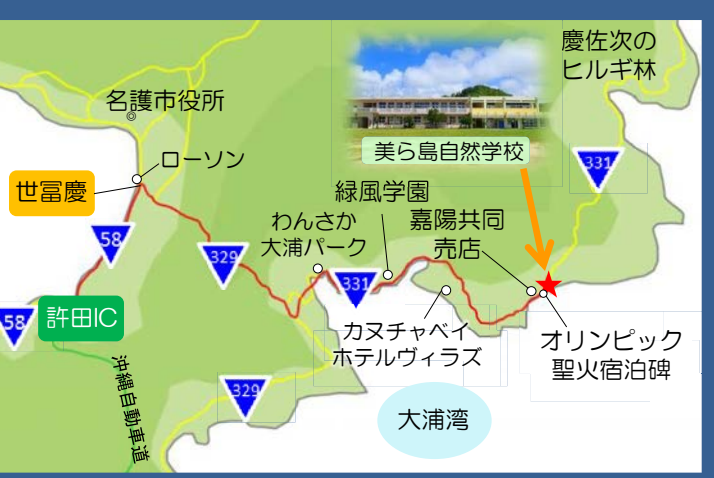 慶佐次の
ヒルギ林
名護市役所
美ら島自然学校
ローソン
331
世冨慶
緑風学園
わんさか
大浦パーク
嘉陽共同
売店
58
329
331
58
許田IC
カヌチャベイ
ホテルヴィラズ
オリンピック
聖火宿泊碑
沖縄自動車道
329
大浦湾